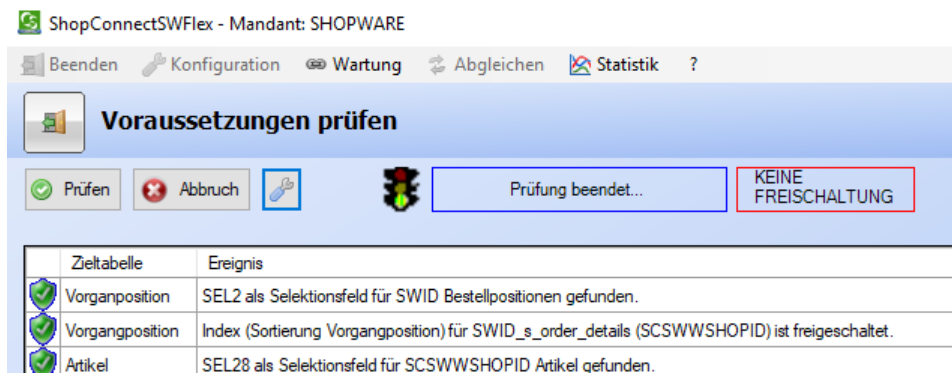 ShopConnectSWFlex - Mandant: SHOPWARE
Beenden Konfiguration Wartung Abgleichen Statistik ?
Voraussetzungen prüfen
Prüfen Abbruch Prüfung beendet... KEINE
FREISCHALTUNG
Zieltabelle Ereignis
Vorganposition SEL2 als Selektionsfeld für SWID Bestellpositionen gefunden.
Vorgangposition Index (Sortierung Vorgangposition) für SWID_s_order_details (SCSWWSHOPID) ist freigeschaltet.
Artikel SEL28 als Selektionsfeld für SCSWWSHOPID Artikel gefunden.